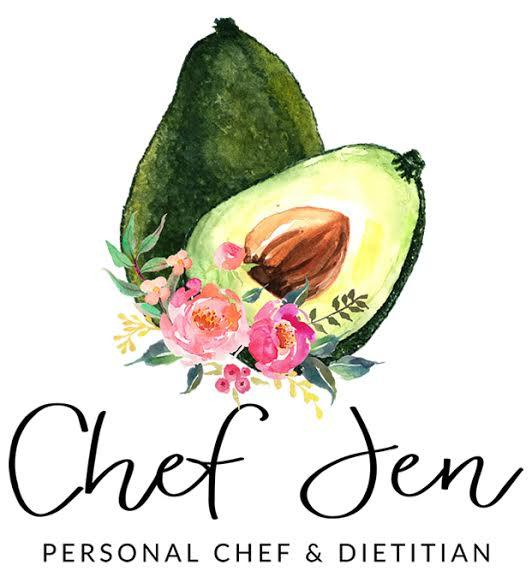 Chef Jen
PERSONAL CHEF & DIETITIAN